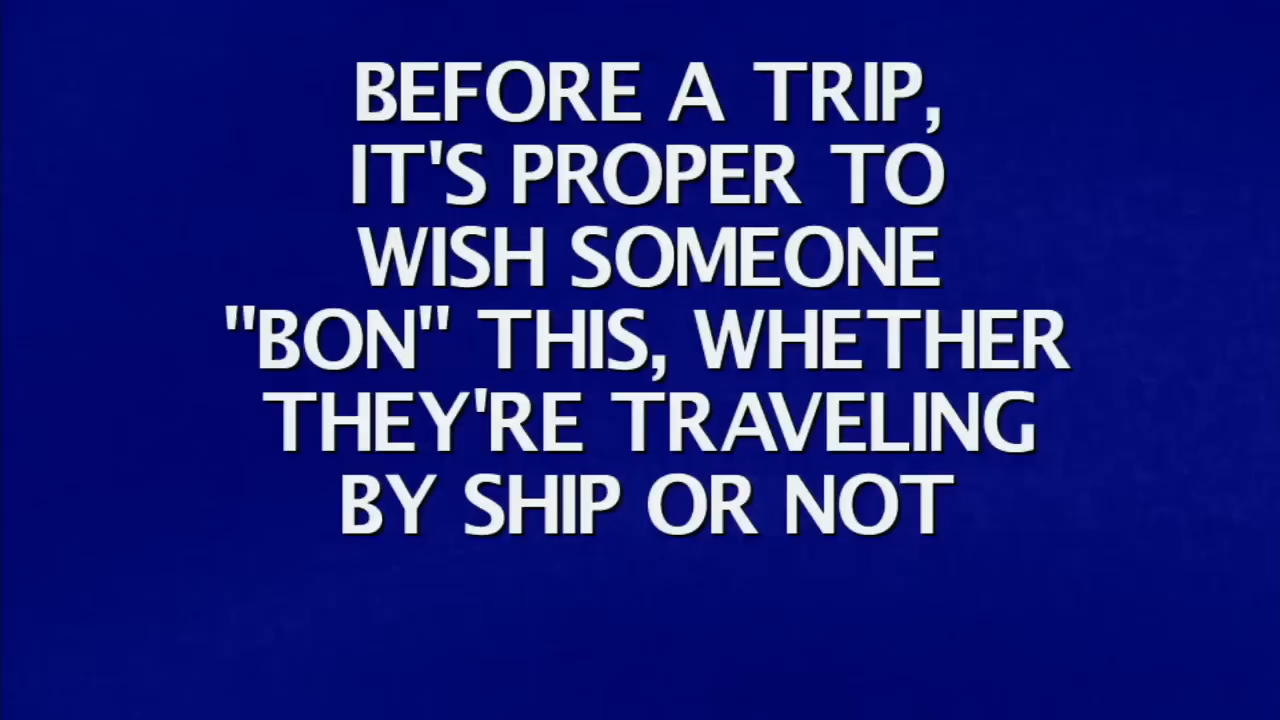 BEFORE A TRIP,
IT'S PROPER TO
WISH SOMEONE
"BON" THIS, WHETHER
THEY'RE TRAVELING
BY SHIP OR NOT